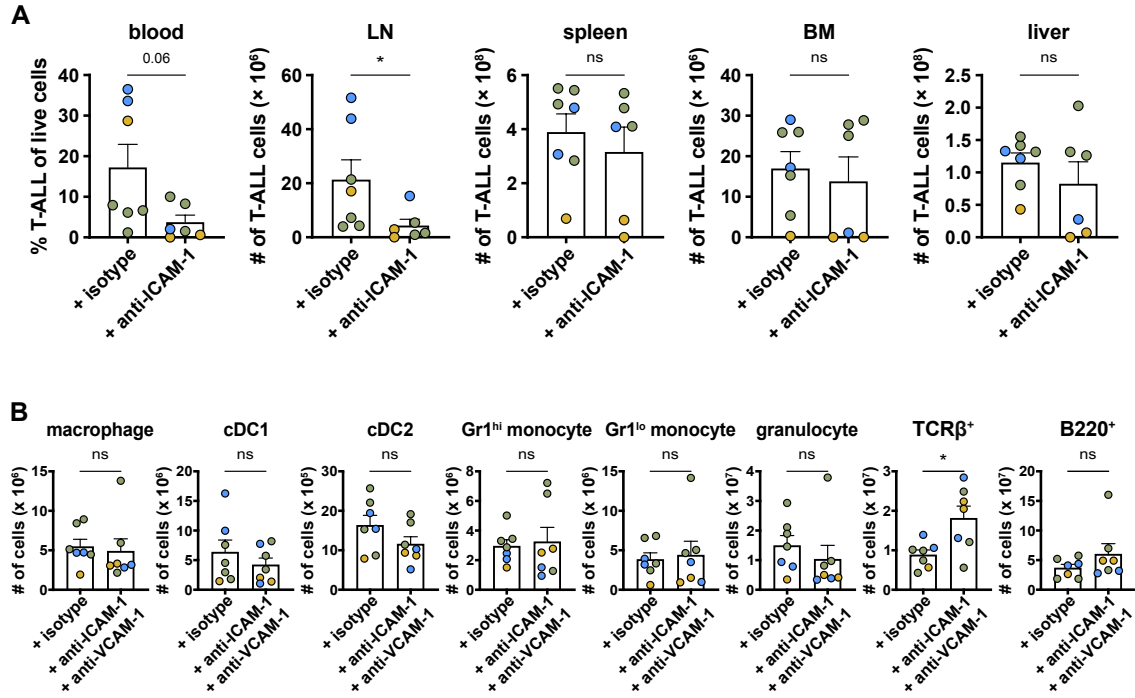 A
blood
LN
spleen
BM
liver
% T-ALL of live cells
40
30
20
10
0
0.06
+ isotype
+ anti-ICAM-1
# of T-ALL cells (× 10⁶)
60
40
20
0
*
+ isotype
+ anti-ICAM-1
# of T-ALL cells (× 10⁸)
6
4
2
0
ns
+ isotype
+ anti-ICAM-1
# of T-ALL cells (× 10⁶)
40
30
20
10
0
ns
+ isotype
+ anti-ICAM-1
# of T-ALL cells (× 10⁸)
2.5
2.0
1.5
1.0
0.5
0.0
ns
+ isotype
+ anti-ICAM-1
B
macrophage
cDC1
cDC2
Gr1ʰⁱ monocyte
Gr1ˡᵒ monocyte
granulocyte
TCRβ⁺
B220⁺
# of cells (x 10⁶)
15
10
5
0
ns
+ isotype
+ anti-ICAM-1
+ anti-VCAM-1
# of cells (x 10⁵)
20
15
10
5
0
ns
+ isotype
+ anti-ICAM-1
+ anti-VCAM-1
# of cells (x 10⁵)
30
20
10
0
ns
+ isotype
+ anti-ICAM-1
+ anti-VCAM-1
# of cells (x 10⁶)
8
6
4
2
0
ns
+ isotype
+ anti-ICAM-1
+ anti-VCAM-1
# of cells (x 10⁶)
15
10
5
0
ns
+ isotype
+ anti-ICAM-1
+ anti-VCAM-1
# of cells (x 10⁷)
4
3
2
1
0
ns
+ isotype
+ anti-ICAM-1
+ anti-VCAM-1
# of cells (x 10⁷)
3
2
1
0
*
+ isotype
+ anti-ICAM-1
+ anti-VCAM-1
# of cells (x 10⁷)
20
15
10
5
0
ns
+ isotype
+ anti-ICAM-1
+ anti-VCAM-1